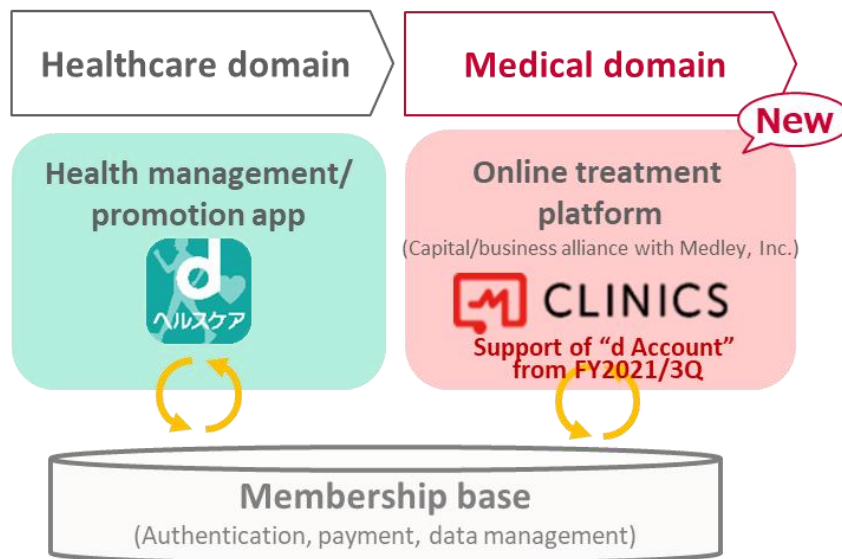 Healthcare domain
Medical domain
New
Health management/
promotion app
d
ヘルスケア
Online treatment
platform
(Capital/business alliance with Medley, Inc.)
CLINICS
Support of “d Account”
from FY2021/3Q
Membership base
(Authentication, payment, data management)